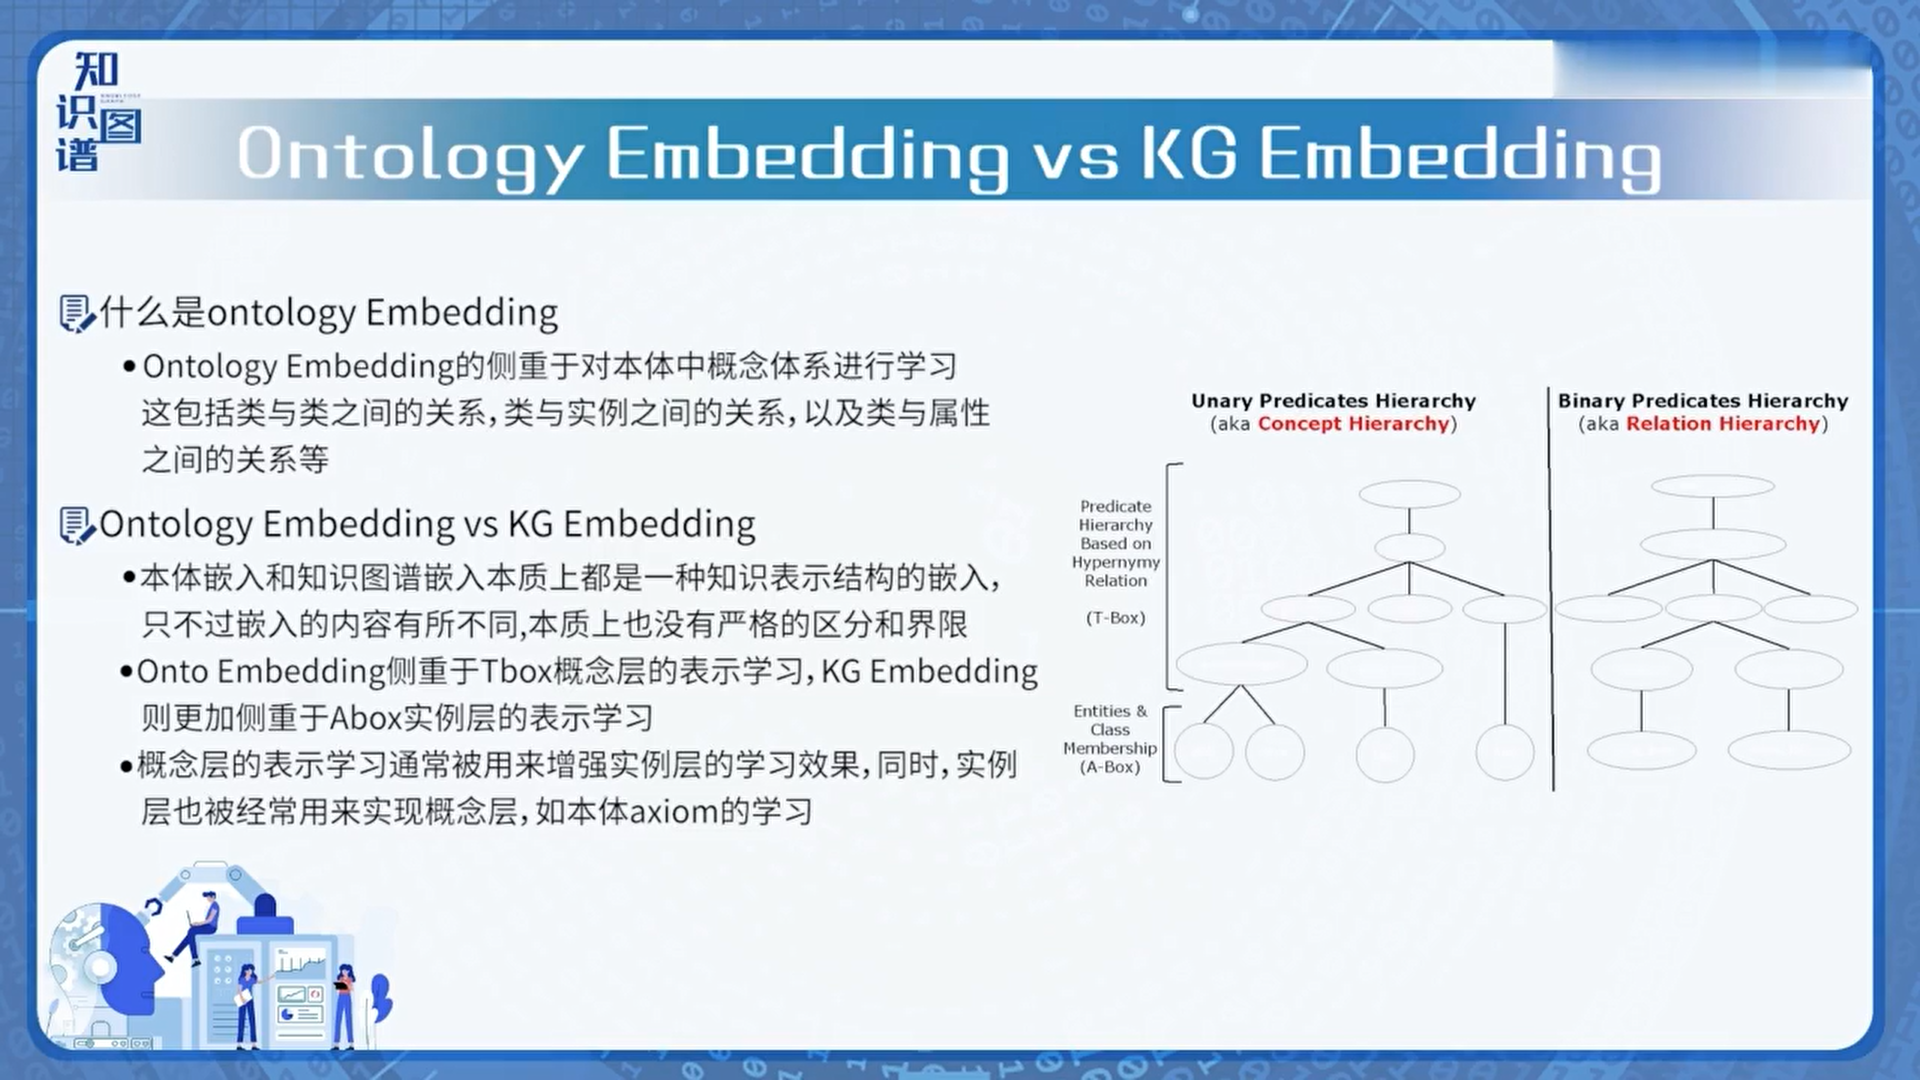 知
识图
谱
Ontology Embedding vs KG Embedding
什么是ontology Embedding
•Ontology Embedding的侧重于对本体中概念体系进行学习
这包括类与类之间的关系,类与实例之间的关系,以及类与属性
之间的关系等
Ontology Embedding vs KG Embedding
•本体嵌入和知识图谱嵌入本质上都是一种知识表示结构的嵌入,
只不过嵌入的内容有所不同,本质上也没有严格的区分和界限
•Onto Embedding侧重于Tbox概念层的表示学习,KG Embedding
则更加侧重于Abox实例层的表示学习
•概念层的表示学习通常被用来增强实例层的学习效果,同时,实例
层也被经常用来实现概念层,如本体axiom的学习
Unary Predicates Hierarchy
(aka Concept Hierarchy)
Binary Predicates Hierarchy
(aka Relation Hierarchy)
Predicate
Hierarchy
Based on
Hypernymy
Relation
(T-Box)
Entities &
Class
Membership
(A-Box)